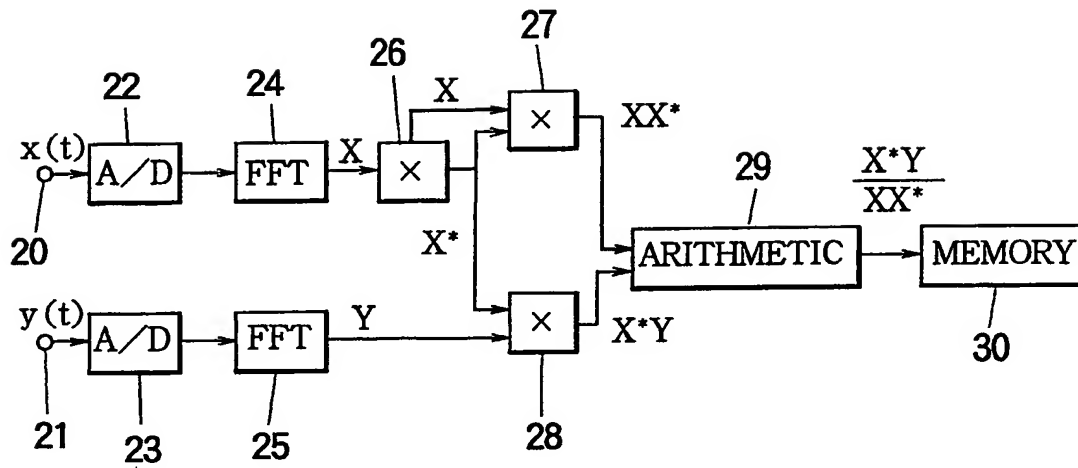 27
26
22
24
X
XX*
x(t)
A/D
FFT
X
×
×
29
X*Y
XX*
20
X*
ARITHMETIC
MEMORY
y(t)
A/D
FFT
Y
×
X*Y
30
21
23
25
28